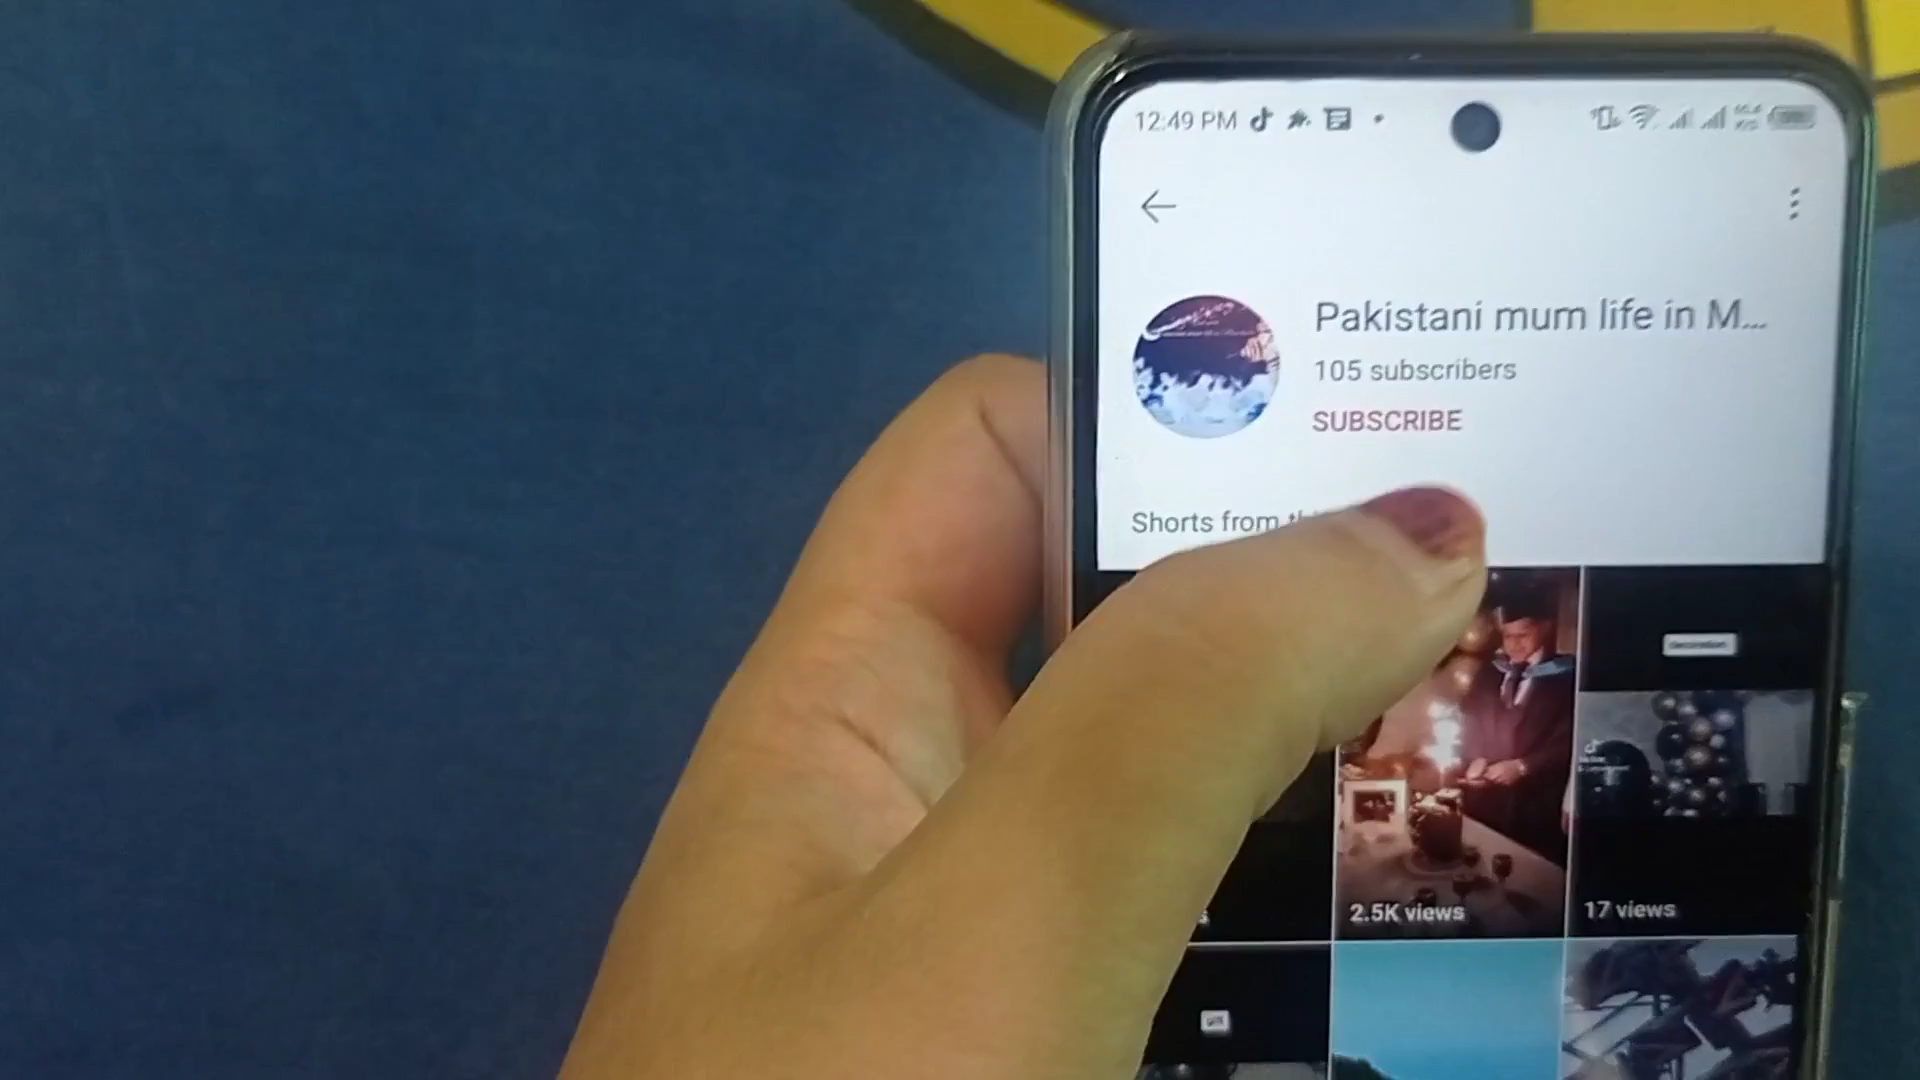 12:49 PM
Pakistani mum life in M...
105 subscribers
SUBSCRIBE
Shorts from
2.5K views
17 views